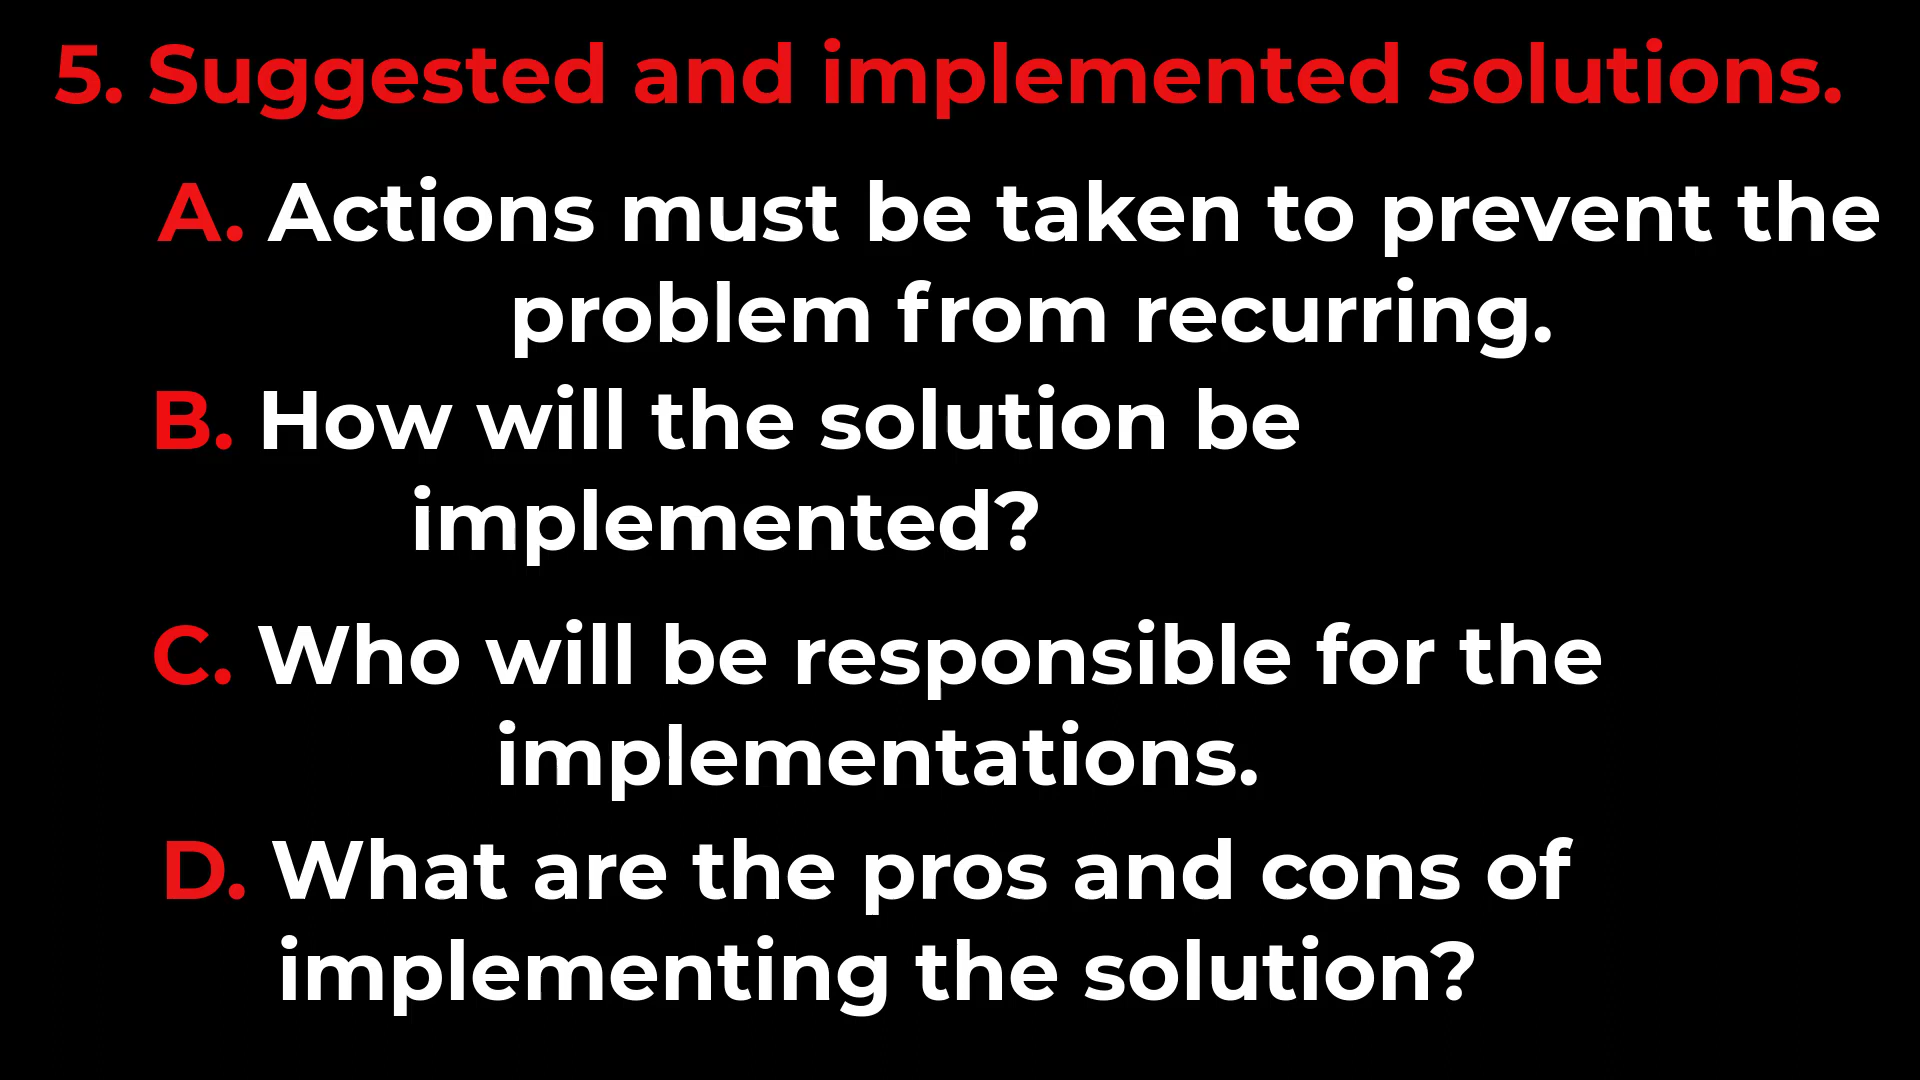 5. Suggested and implemented solutions.
A. Actions must be taken to prevent the
problem from recurring.
B. How will the solution be
implemented?
C. Who will be responsible for the
implementations.
D. What are the pros and cons of
implementing the solution?